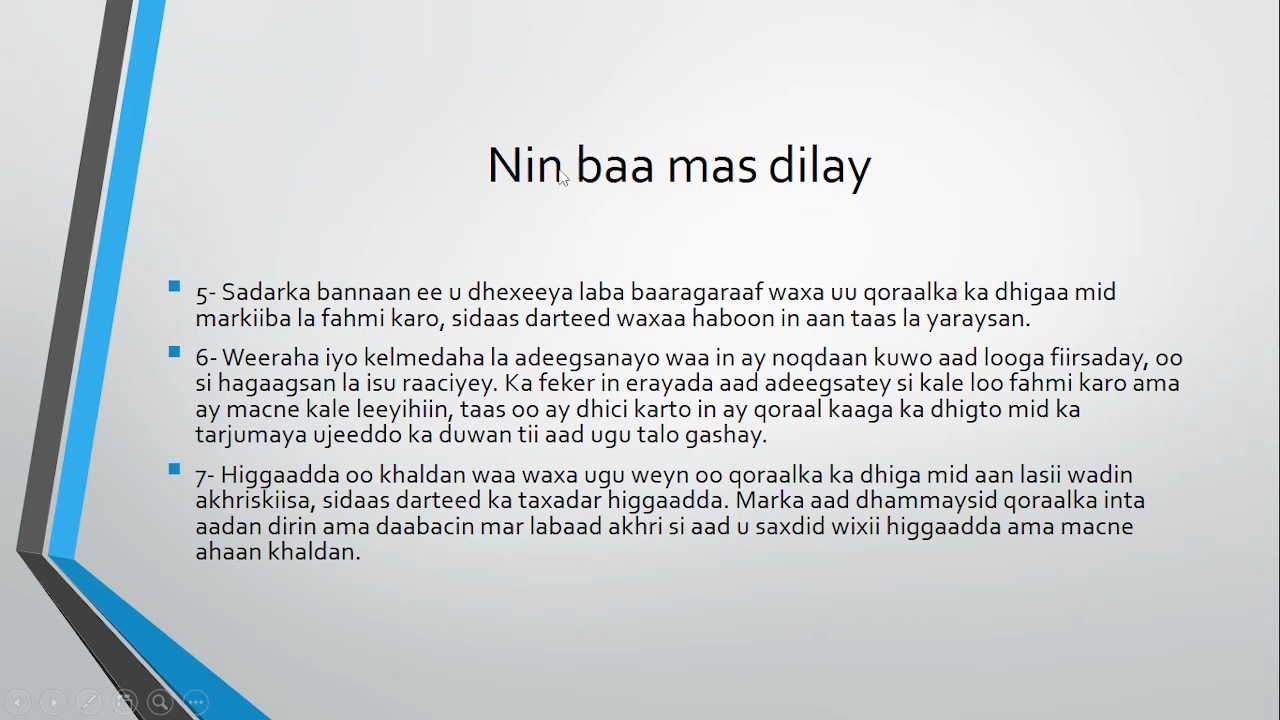 Nin baa mas dilay
5- Sadarka bannaan ee u dhexeeya laba baaragaraaf waxa uu qoraalka ka dhigaa mid
markiiba la fahmi karo, sidaas darteed waxaa haboon in aan taas la yaraysan.
6- Weeraha iyo kelmedaha la adeegsanayo waa in ay noqdaan kuwo aad looga fiirsaday, oo
si hagaagsan la isu raaciyey. Ka feker in erayada aad adeegsatey si kale loo fahmi karo ama
ay macne kale leeyihiin, taas oo ay dhici karto in ay qoraal kaaga ka dhigto mid ka
tarjumaya ujeeddo ka duwan tii aad ugu talo gashay.
7- Higgaadda oo khaldan waa waxa ugu weyn oo qoraalka ka dhiga mid aan lasii wadin
akhriskiisa, sidaas darteed ka taxadar higgaadda. Marka aad dhammaysid qoraalka inta
aadan dirin ama daabacin mar labaad akhri si aad u saxdid wixii higgaadda ama macne
ahaan khaldan.